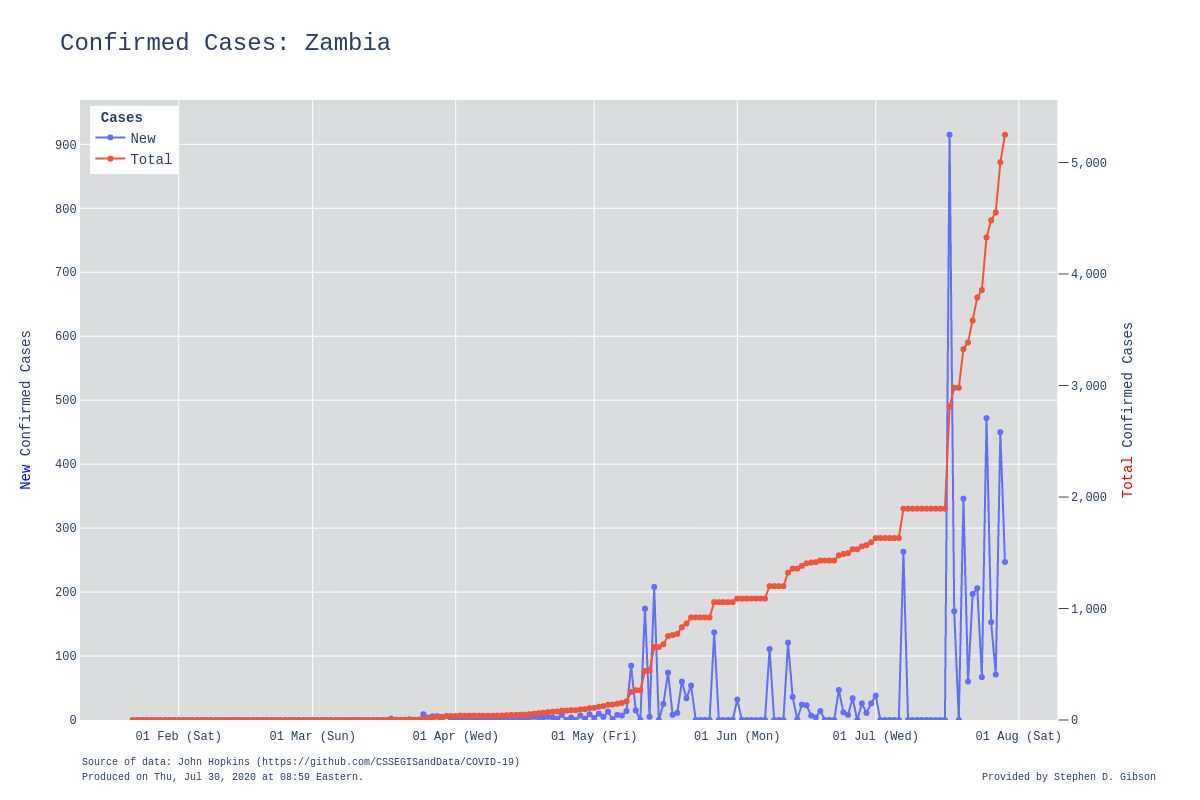 Confirmed Cases: Zambia
Cases
New
Total
900
800
700
600
500
400
300
200
100
0
5,000
4,000
3,000
2,000
1,000
0
New Confirmed Cases
Total Confirmed Cases
01 Feb (Sat)
01 Mar (Sun)
01 Apr (Wed)
01 May (Fri)
01 Jun (Mon)
01 Jul (Wed)
01 Aug (Sat)
Source of data: John Hopkins (https://github.com/CSSEGISandData/COVID-19)
Produced on Thu, Jul 30, 2020 at 08:59 Eastern.
Provided by Stephen D. Gibson